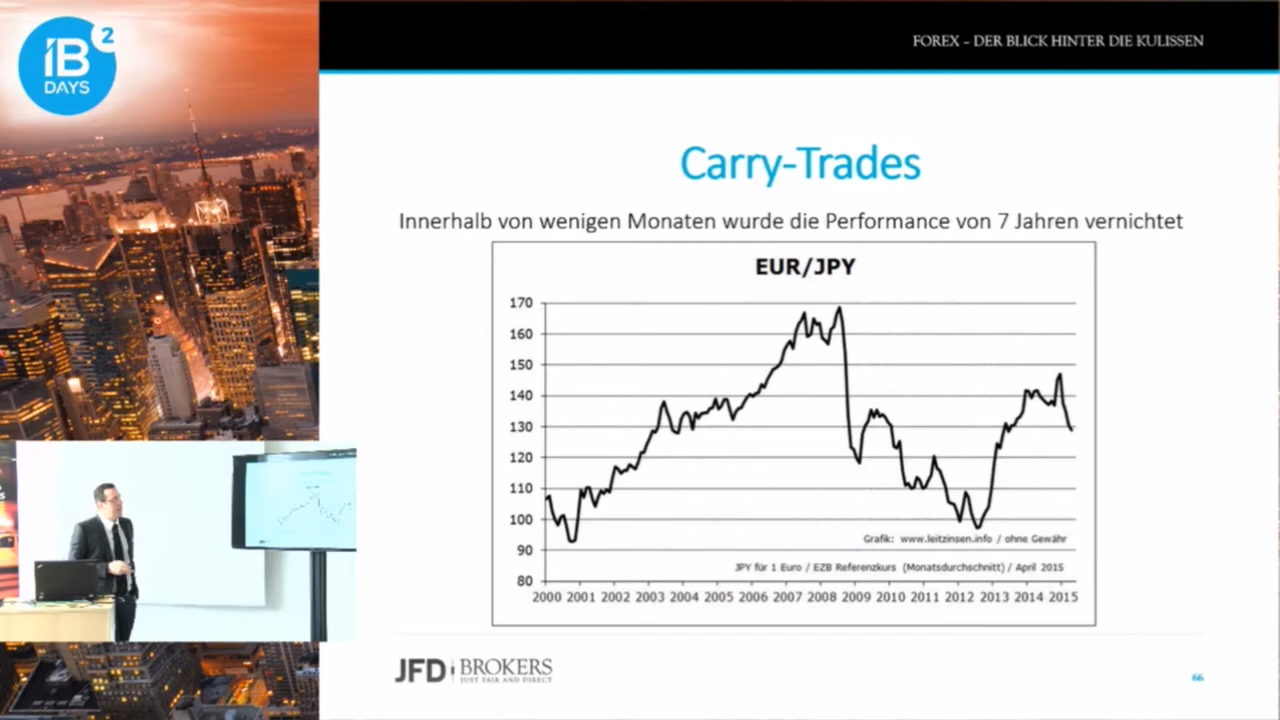 iB 2
DAYS
FOREX – DER BLICK HINTER DIE KULISSEN
Carry-Trades
Innerhalb von wenigen Monaten wurde die Performance von 7 Jahren vernichtet
EUR/JPY
170
160
150
140
130
120
110
100
90
80
Grafik: www.leitzinsen.info / ohne Gewähr
JPY für 1 Euro / EZB Referenzkurs (Monatsdurchschnitt) / April 2015
2000 2001 2002 2003 2004 2005 2006 2007 2008 2009 2010 2011 2012 2013 2014 2015
JFD BROKERS
JUST FAIR AND DIRECT
66